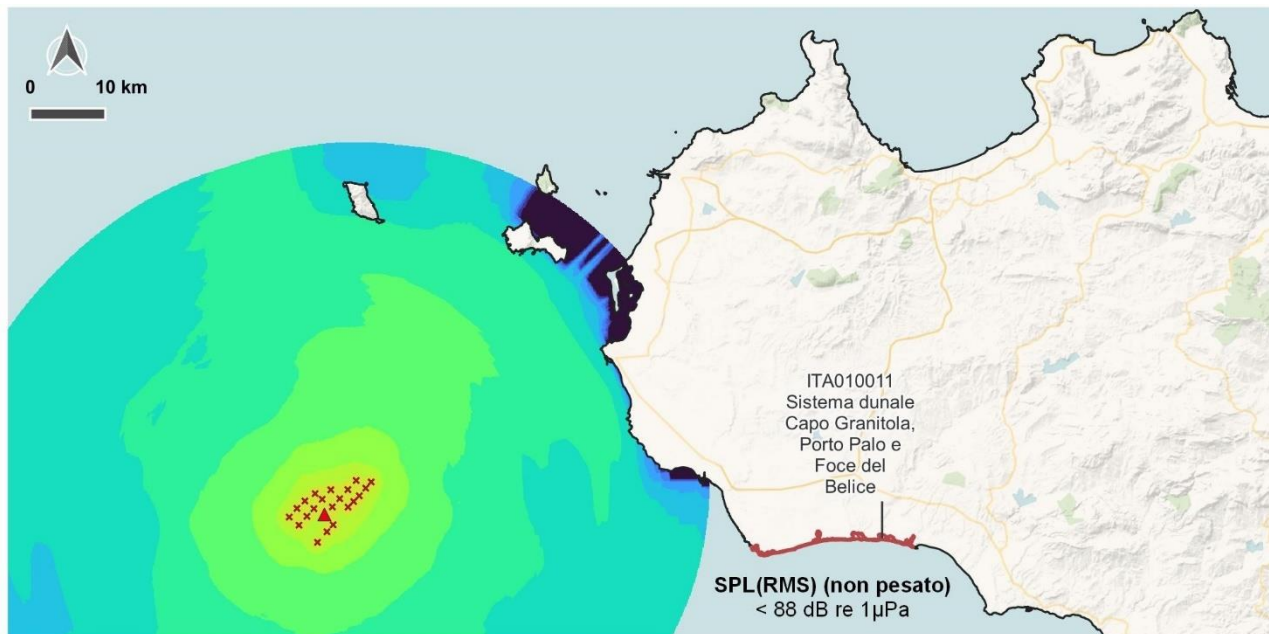 0 10 km
ITA010011
Sistema dunale
Capo Granitola,
Porto Palo e
Foce del
Belice
SPL(RMS) (non pesato)
< 88 dB re 1µPa